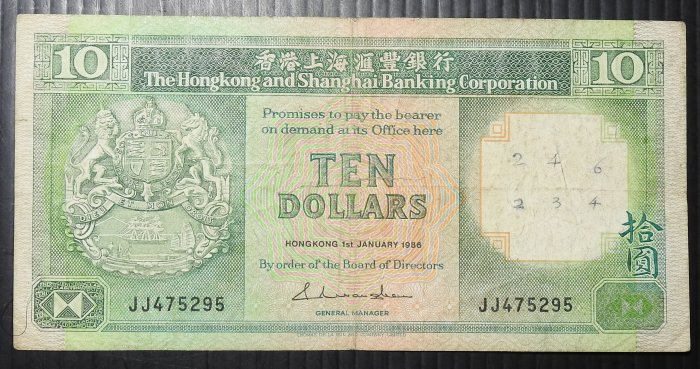 10 香港上海滙豐銀行 10
The Hongkong and Shanghai Banking Corporation
Promises to pay the bearer
on demand at its Office here
TEN
DOLLARS
2 4 6
2 3 4
拾圓
HONGKONG 1st JANUARY 1986
By order of the Board of Directors
JJ475295 JJ475295
GENERAL MANAGER